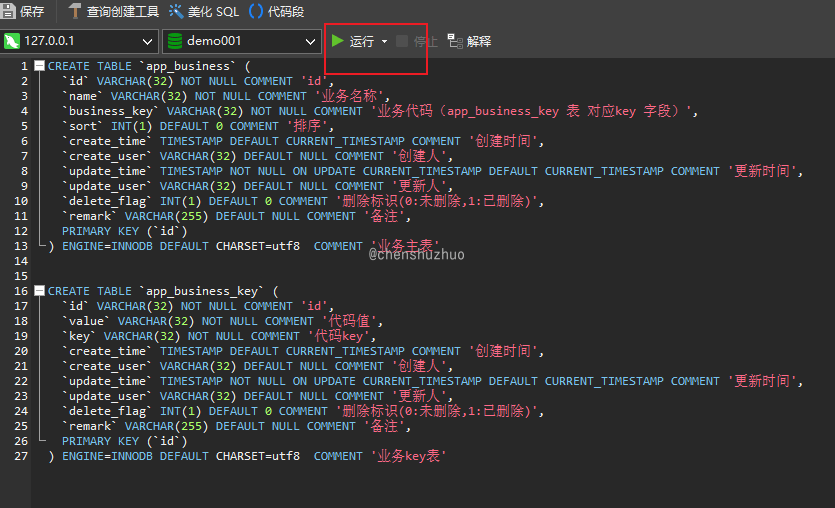 保存 查询创建工具 美化 SQL 代码段
127.0.0.1 demo001 运行 停止 解释
1 CREATE TABLE `app_business` (
2 `id` VARCHAR(32) NOT NULL COMMENT 'id',
3 `name` VARCHAR(32) NOT NULL COMMENT '业务名称',
4 `business_key` VARCHAR(32) NOT NULL COMMENT '业务代码（app_business_key 表 对应key 字段）',
5 `sort` INT(1) DEFAULT 0 COMMENT '排序',
6 `create_time` TIMESTAMP DEFAULT CURRENT_TIMESTAMP COMMENT '创建时间',
7 `create_user` VARCHAR(32) DEFAULT NULL COMMENT '创建人',
8 `update_time` TIMESTAMP NOT NULL ON UPDATE CURRENT_TIMESTAMP DEFAULT CURRENT_TIMESTAMP COMMENT '更新时间',
9 `update_user` VARCHAR(32) DEFAULT NULL COMMENT '更新人',
10 `delete_flag` INT(1) DEFAULT 0 COMMENT '删除标识(0:未删除,1:已删除)',
11 `remark` VARCHAR(255) DEFAULT NULL COMMENT '备注',
12 PRIMARY KEY (`id`)
13 ) ENGINE=INNODB DEFAULT CHARSET=utf8  COMMENT '业务主表'
@chenshuzhuo
14
15
16 CREATE TABLE `app_business_key` (
17 `id` VARCHAR(32) NOT NULL COMMENT 'id',
18 `value` VARCHAR(32) NOT NULL COMMENT '代码值',
19 `key` VARCHAR(32) NOT NULL COMMENT '代码key',
20 `create_time` TIMESTAMP DEFAULT CURRENT_TIMESTAMP COMMENT '创建时间',
21 `create_user` VARCHAR(32) DEFAULT NULL COMMENT '创建人',
22 `update_time` TIMESTAMP NOT NULL ON UPDATE CURRENT_TIMESTAMP DEFAULT CURRENT_TIMESTAMP COMMENT '更新时间',
23 `update_user` VARCHAR(32) DEFAULT NULL COMMENT '更新人',
24 `delete_flag` INT(1) DEFAULT 0 COMMENT '删除标识(0:未删除,1:已删除)',
25 `remark` VARCHAR(255) DEFAULT NULL COMMENT '备注',
26 PRIMARY KEY (`id`)
27 ) ENGINE=INNODB DEFAULT CHARSET=utf8  COMMENT '业务key表'